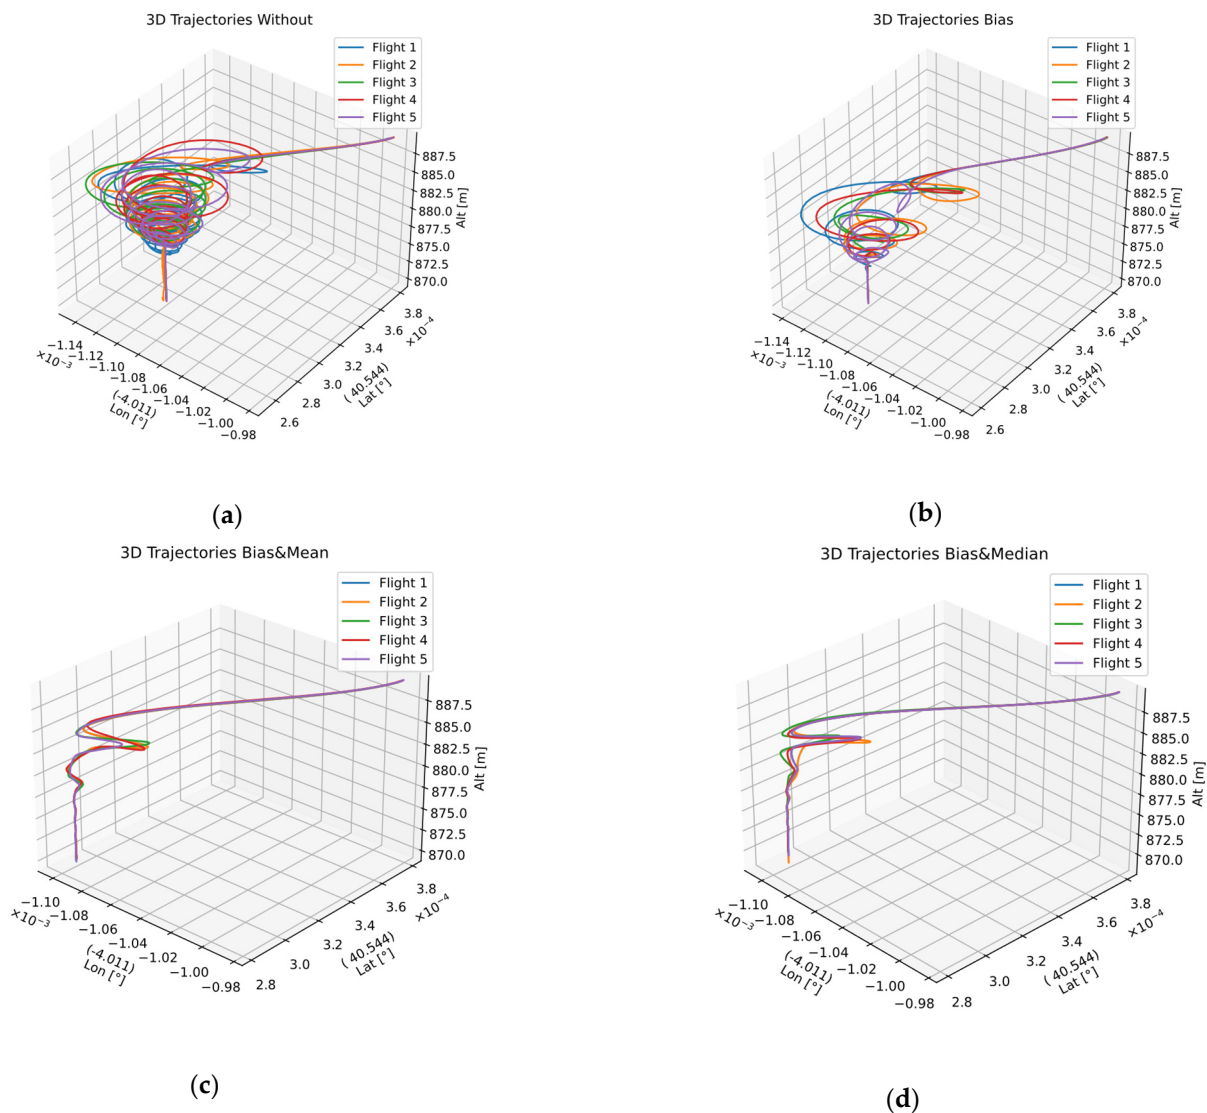 3D Trajectories Without
Flight 1
Flight 2
Flight 3
Flight 4
Flight 5
887.5
885.0
882.5
880.0
877.5
875.0
872.5
870.0
Alt [m]
3.8
3.6
3.4
3.2
3.0
2.8
2.6
×10⁻⁴
(40.544)
Lat [°]
−1.14
−1.12
−1.10
−1.08
−1.06
−1.04
−1.02
−1.00
−0.98
×10⁻³
(-4.011)
Lon [°]
(a)
3D Trajectories Bias
Flight 1
Flight 2
Flight 3
Flight 4
Flight 5
887.5
885.0
882.5
880.0
877.5
875.0
872.5
870.0
Alt [m]
3.8
3.6
3.4
3.2
3.0
2.8
2.6
×10⁻⁴
(40.544)
Lat [°]
−1.14
−1.12
−1.10
−1.08
−1.06
−1.04
−1.02
−1.00
−0.98
×10⁻³
(-4.011)
Lon [°]
(b)
3D Trajectories Bias&Mean
Flight 1
Flight 2
Flight 3
Flight 4
Flight 5
887.5
885.0
882.5
880.0
877.5
875.0
872.5
870.0
Alt [m]
3.8
3.6
3.4
3.2
3.0
2.8
×10⁻⁴
(40.544)
Lat [°]
−1.10
−1.08
−1.06
−1.04
−1.02
−1.00
−0.98
×10⁻³
(-4.011)
Lon [°]
(c)
3D Trajectories Bias&Median
Flight 1
Flight 2
Flight 3
Flight 4
Flight 5
887.5
885.0
882.5
880.0
877.5
875.0
872.5
870.0
Alt [m]
3.8
3.6
3.4
3.2
3.0
2.8
×10⁻⁴
(40.544)
Lat [°]
−1.10
−1.08
−1.06
−1.04
−1.02
−1.00
−0.98
×10⁻³
(-4.011)
Lon [°]
(d)